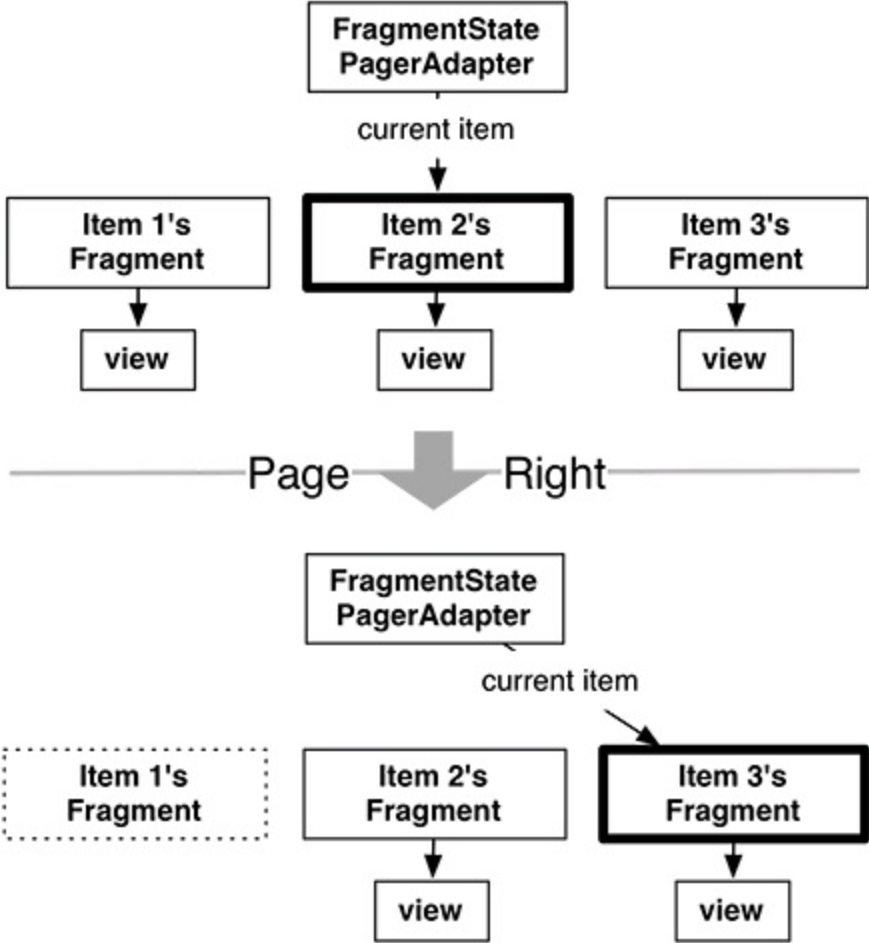 FragmentState
PagerAdapter
current item
Item 1's
Fragment
Item 2's
Fragment
Item 3's
Fragment
view
view
view
Page
Right
FragmentState
PagerAdapter
current item
Item 1's
Fragment
Item 2's
Fragment
Item 3's
Fragment
view
view